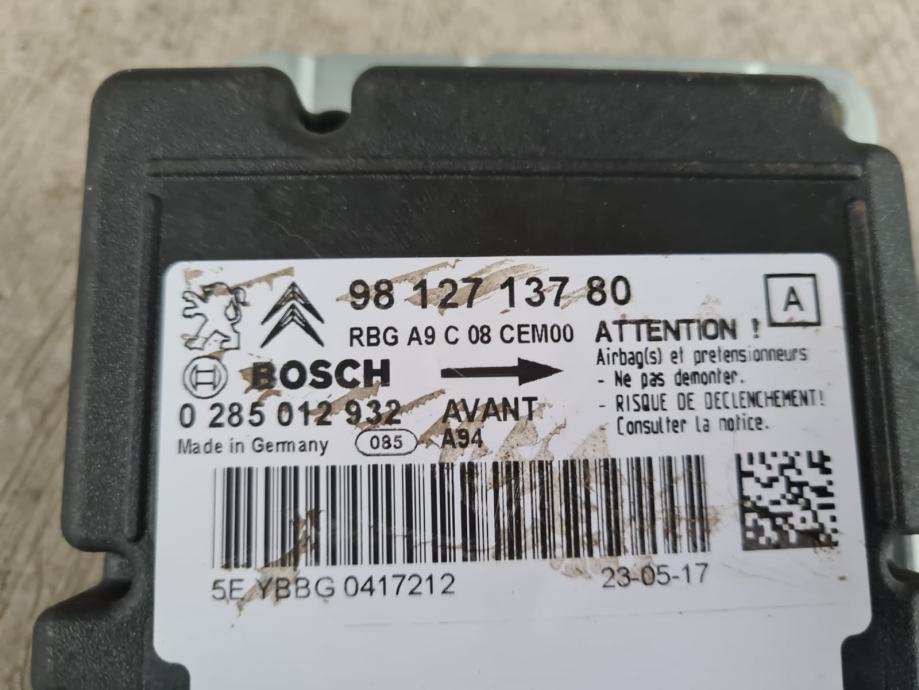 98 127 137 80
A
RBG A9 C 08 CEM00
ATTENTION !
Airbag(s) et pretensionneurs
- Ne pas demonter.
- RISQUE DE DECLENCHEMENT!
Consulter la notice.
BOSCH
0 285 012 932
AVANT
Made in Germany
085
A94
5E YBBG 0417212
23-05-17